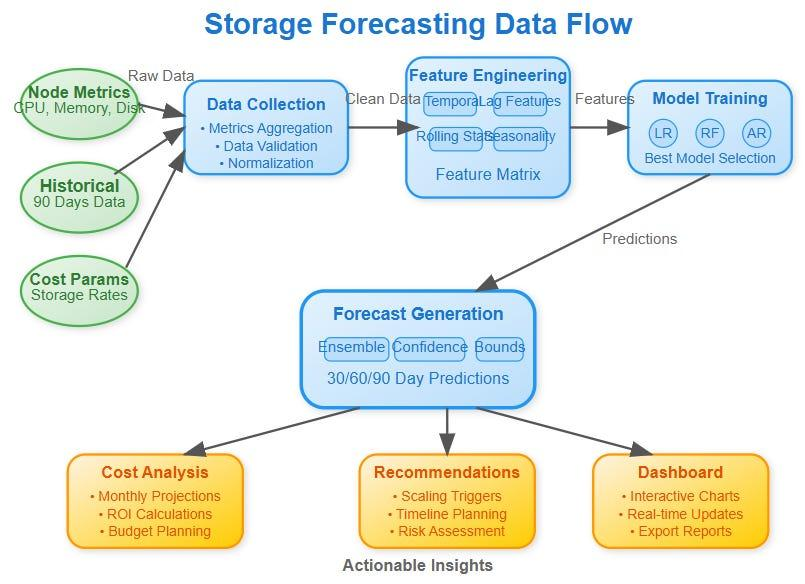 Storage Forecasting Data Flow
Node Metrics
CPU, Memory, Disk
Historical
90 Days Data
Cost Params
Storage Rates
Raw Data
Data Collection
• Metrics Aggregation
• Data Validation
• Normalization
Clean Data
Feature Engineering
Temporal
Lag Features
Rolling Stats
Seasonality
Feature Matrix
Features
Model Training
LR
RF
AR
Best Model Selection
Predictions
Forecast Generation
Ensemble
Confidence
Bounds
30/60/90 Day Predictions
Cost Analysis
• Monthly Projections
• ROI Calculations
• Budget Planning
Recommendations
• Scaling Triggers
• Timeline Planning
• Risk Assessment
Dashboard
• Interactive Charts
• Real-time Updates
• Export Reports
Actionable Insights